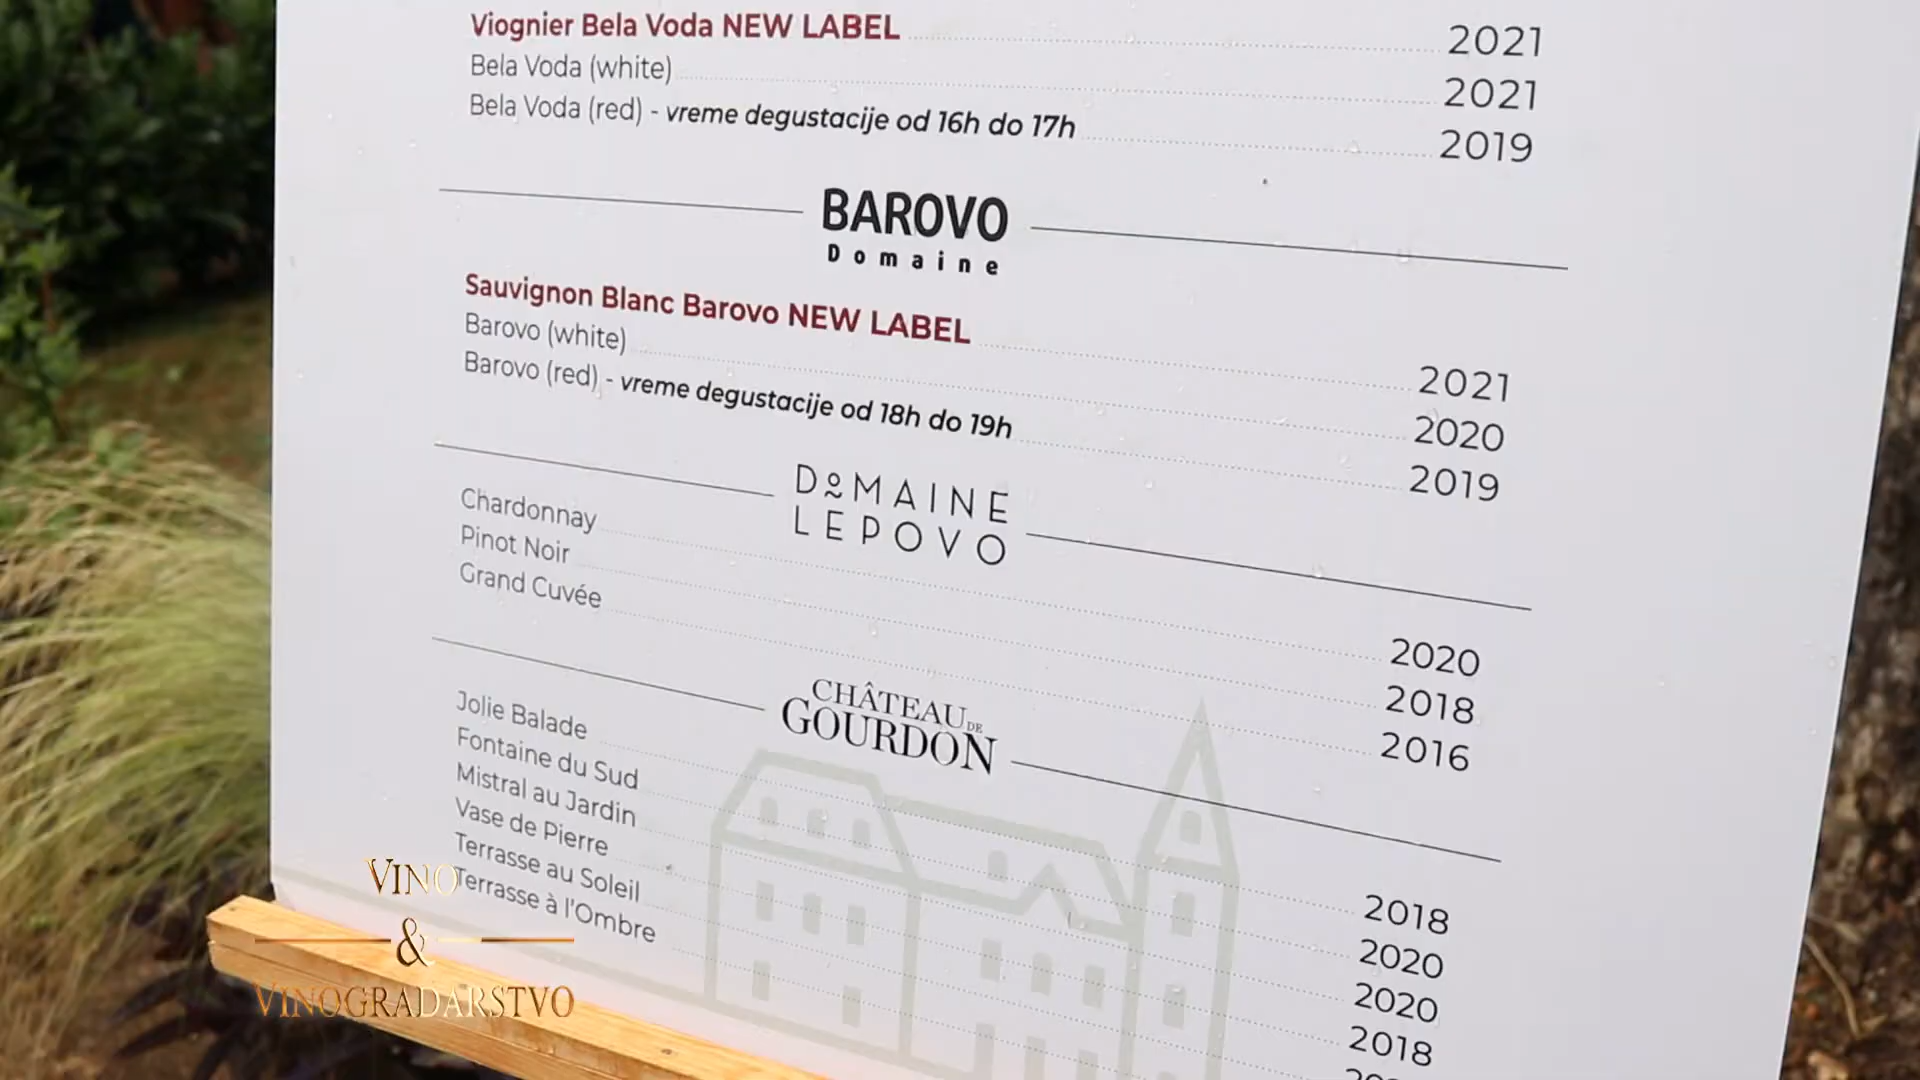 Viognier Bela Voda NEW LABEL 2021
Bela Voda (white) 2021
Bela Voda (red) - vreme degustacije od 16h do 17h 2019
BAROVO
Domaine
Sauvignon Blanc Barovo NEW LABEL 2021
Barovo (white) 2020
Barovo (red) - vreme degustacije od 18h do 19h 2019
DOMAINE
LEPOVO
Chardonnay 2020
Pinot Noir 2018
Grand Cuvée 2016
CHÂTEAU DE
GOURDON
Jolie Balade 2018
Fontaine du Sud 2020
Mistral au Jardin 2020
Vase de Pierre 2018
Terrasse au Soleil
Terrasse à l'Ombre
VINO
&
VINOGRADARSTVO